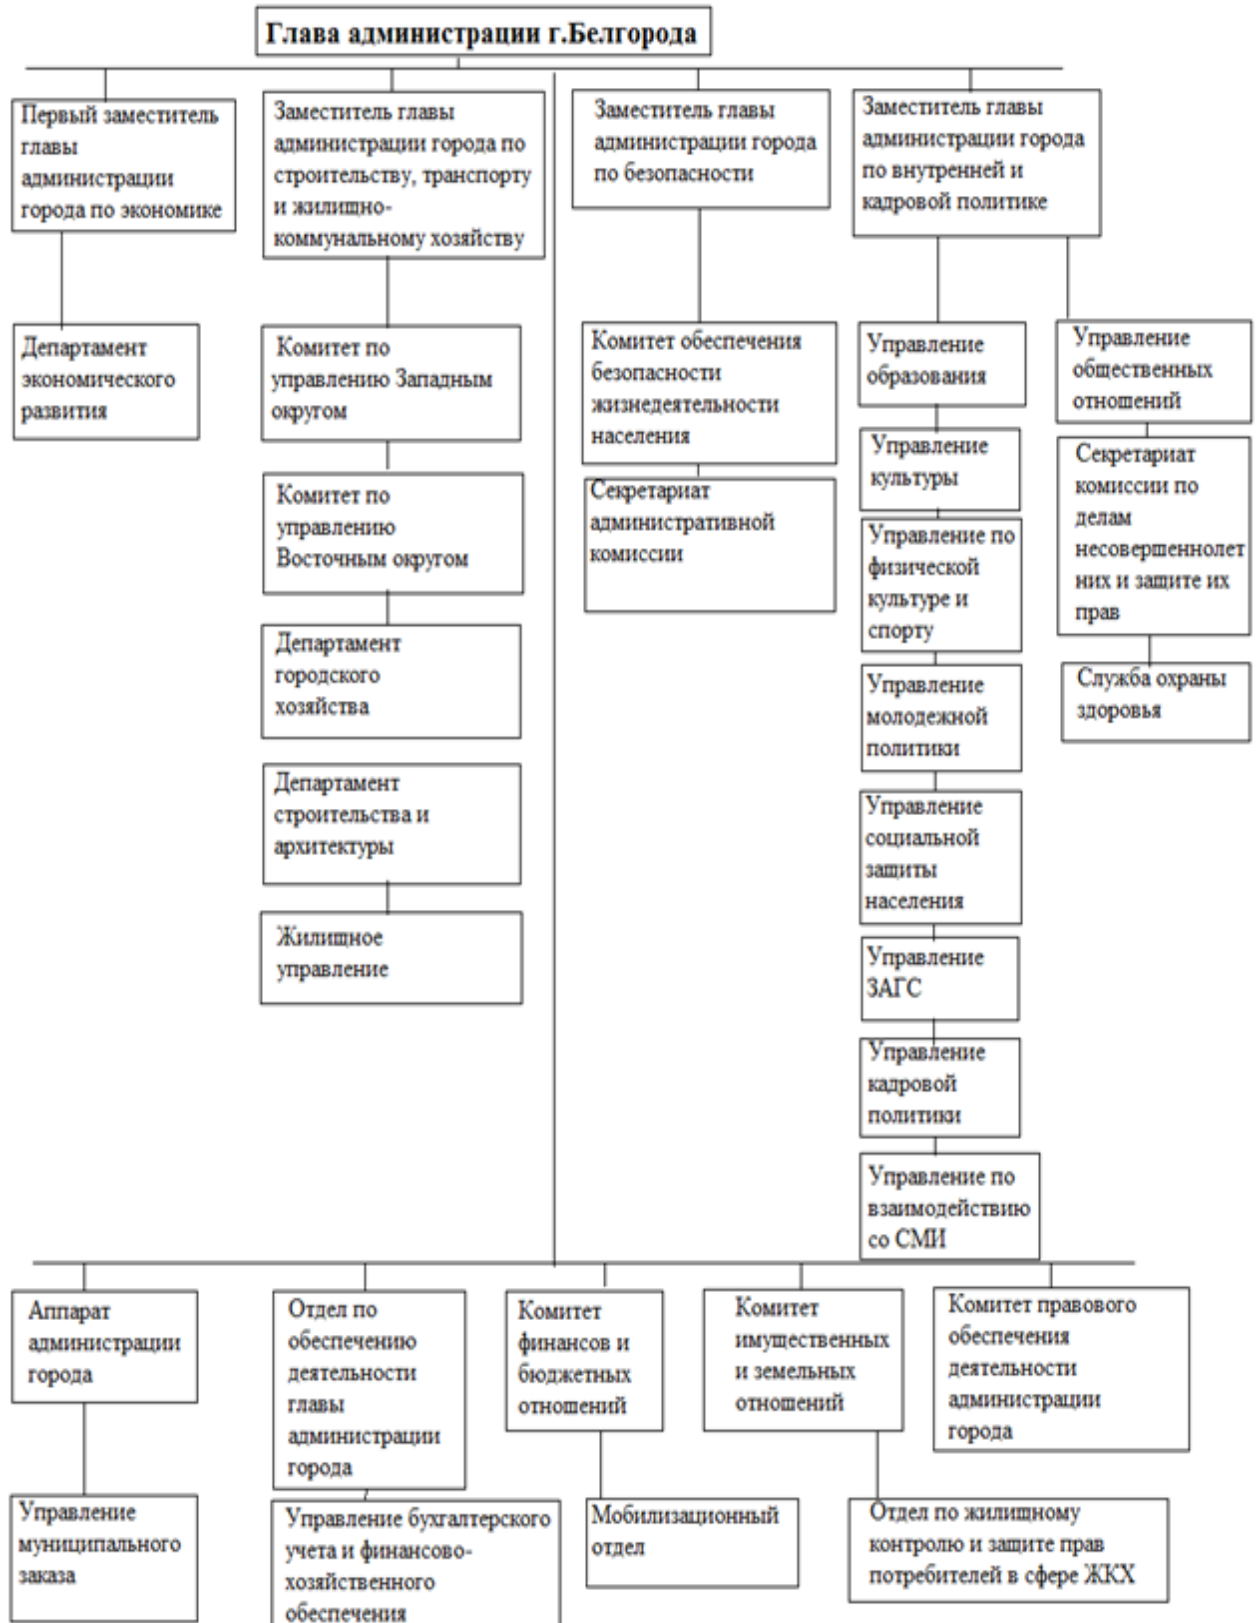 Глава администрации г.Белгорода
Первый заместитель
главы
администрации
города по экономике
Заместитель главы
администрации города по
строительству, транспорту
и жилищно-
коммунальному хозяйству
Заместитель главы
администрации города
по безопасности
Заместитель главы
администрации города
по внутренней и
кадровой политике
Департамент
экономического
развития
Комитет по
управлению Западным
округом
Комитет по
управлению
Восточным округом
Департамент
городского
хозяйства
Департамент
строительства и
архитектуры
Жилищное
управление
Комитет обеспечения
безопасности
жизнедеятельности
населения
Секретариат
административной
комиссии
Управление
образования
Управление
культуры
Управление по
физической
культуре и
спорту
Управление
молодежной
политики
Управление
социальной
защиты
населения
Управление
ЗАГС
Управление
кадровой
политики
Управление по
взаимодействию
со СМИ
Управление
общественных
отношений
Секретариат
комиссии по
делам
несовершеннолет
них и защите их
прав
Служба охраны
здоровья
Аппарат
администрации
города
Отдел по
обеспечению
деятельности
главы
администрации
города
Комитет
финансов и
бюджетных
отношений
Комитет
имущественных
и земельных
отношений
Комитет правового
обеспечения
деятельности
администрации
города
Управление
муниципального
заказа
Управление бухгалтерского
учета и финансово-
хозяйственного
обеспечения
Мобилизационный
отдел
Отдел по жилищному
контролю и защите прав
потребителей в сфере ЖКХ